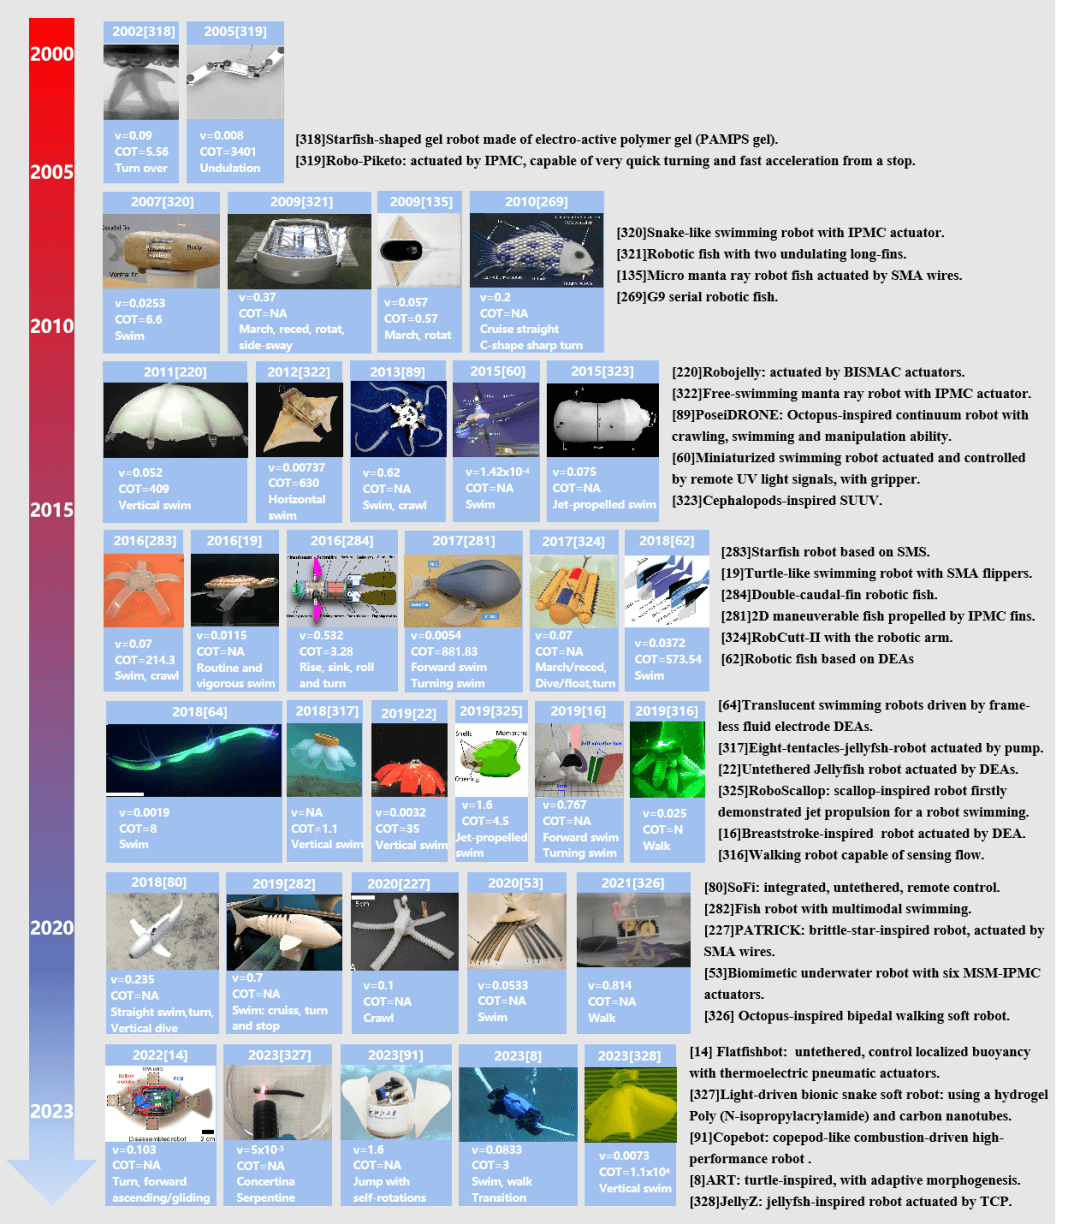 2000
2005
2010
2015
2020
2023
2002[318]
v=0.09
COT=5.56
Turn over
2005[319]
v=0.008
COT=3401
Undulation
[318]Starfish-shaped gel robot made of electro-active polymer gel (PAMPS gel).
[319]Robo-Piketo: actuated by IPMC, capable of very quick turning and fast acceleration from a stop.
2007[320]
Body
v=0.0253
COT=6.6
Swim
2009[321]
v=0.37
COT=NA
March, reced, rotat,
side-sway
2009[135]
v=0.057
COT=0.57
March, rotat
2010[269]
v=0.2
COT=NA
Cruise straight
C-shape sharp turn
[320]Snake-like swimming robot with IPMC actuator.
[321]Robotic fish with two undulating long-fins.
[135]Micro manta ray robot fish actuated by SMA wires.
[269]G9 serial robotic fish.
2011[220]
v=0.052
COT=409
Vertical swim
2012[322]
v=0.00737
COT=630
Horizontal
swim
2013[89]
v=0.62
COT=NA
Swim, crawl
2015[60]
v=1.42x10-4
COT=NA
Swim
2015[323]
v=0.075
COT=NA
Jet-propelled swim
[220]Robojelly: actuated by BISMAC actuators.
[322]Free-swimming manta ray robot with IPMC actuator.
[89]PoseiDRONE: Octopus-inspired continuum robot with
crawling, swimming and manipulation ability.
[60]Miniaturized swimming robot actuated and controlled
by remote UV light signals, with gripper.
[323]Cephalopods-inspired SUUV.
2016[283]
v=0.07
COT=214.3
Swim, crawl
2016[19]
v=0.0115
COT=NA
Routine and
vigorous swim
2016[284]
v=0.532
COT=3.28
Rise, sink, roll
and turn
2017[281]
v=0.0054
COT=881.83
Forward swim
Turning swim
2017[324]
v=0.07
COT=NA
March/reced,
Dive/float,turn
2018[62]
v=0.0372
COT=573.54
Swim
[283]Starfish robot based on SMS.
[19]Turtle-like swimming robot with SMA flippers.
[284]Double-caudal-fin robotic fish.
[281]2D maneuverable fish propelled by IPMC fins.
[324]RobCutt-II with the robotic arm.
[62]Robotic fish based on DEAs
2018[64]
v=0.0019
COT=8
Swim
2018[317]
v=NA
COT=1.1
Vertical swim
2019[22]
v=0.0032
COT=35
Vertical swim
2019[325]
Shells
Membrane
v=1.6
COT=4.5
Jet-propelled
swim
2019[16]
v=0.767
COT=NA
Forward swim
Turning swim
2019[316]
v=0.025
COT=N
Walk
[64]Translucent swimming robots driven by frame-
less fluid electrode DEAs.
[317]Eight-tentacles-jellyfsh-robot actuated by pump.
[22]Untethered Jellyfish robot actuated by DEAs.
[325]RoboScallop: scallop-inspired robot firstly
demonstrated jet propulsion for a robot swimming.
[16]Breaststroke-inspired robot actuated by DEA.
[316]Walking robot capable of sensing flow.
2018[80]
v=0.235
COT=NA
Straight swim,turn,
Vertical dive
2019[282]
v=0.7
COT=NA
Swim: cruiss, turn
and stop
2020[227]
5cm
v=0.1
COT=NA
Crawl
2020[53]
v=0.0533
COT=NA
Swim
2021[326]
v=0.814
COT=NA
Walk
[80]SoFi: integrated, untethered, remote control.
[282]Fish robot with multimodal swimming.
[227]PATRICK: brittle-star-inspired robot, actuated by
SMA wires.
[53]Biomimetic underwater robot with six MSM-IPMC
actuators.
[326] Octopus-inspired bipedal walking soft robot.
2022[14]
PCB
Disassembled robot
2 cm
v=0.103
COT=NA
Turn, forward
ascending/gliding
2023[327]
v=5x10-5
COT=NA
Concertina
Serpentine
2023[91]
v=1.6
COT=NA
Jump with
self-rotations
2023[8]
v=0.0833
COT=3
Swim, walk
Transition
2023[328]
v=0.0073
COT=1.1x104
Vertical swim
[14] Flatfishbot: untethered, control localized buoyancy
with thermoelectric pneumatic actuators.
[327]Light-driven bionic snake soft robot: using a hydrogel
Poly (N-isopropylacrylamide) and carbon nanotubes.
[91]Copebot: copepod-like combustion-driven high-
performance robot .
[8]ART: turtle-inspired, with adaptive morphogenesis.
[328]JellyZ: jellyfsh-inspired robot actuated by TCP.